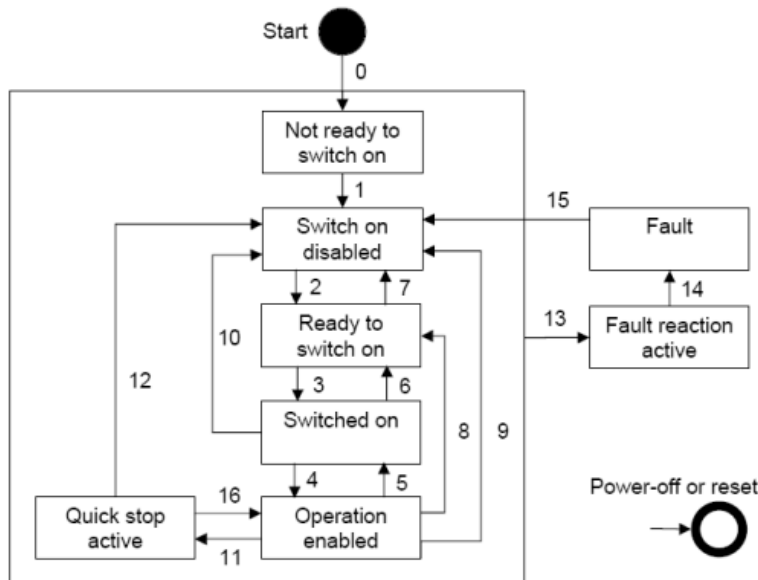 Start
0
Not ready to
switch on
1
Switch on
disabled
15
Fault
2
7
14
10
Ready to
switch on
13
Fault reaction
active
12
3
6
Switched on
8
9
4
5
Power-off or reset
16
Quick stop
active
Operation
enabled
11